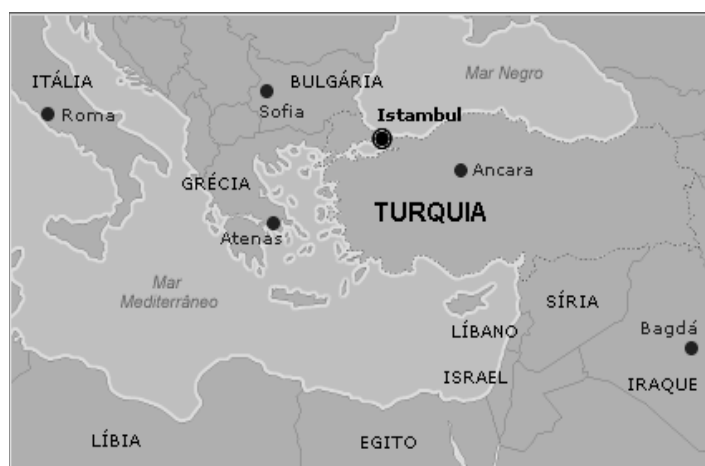 ITÁLIA
Roma
BULGÁRIA
Sofia
Mar Negro
Istambul
Ancara
GRÉCIA
TURQUIA
Atenas
Mar
Mediterrâneo
SÍRIA
LÍBANO
Bagdá
ISRAEL
IRAQUE
LÍBIA
EGITO